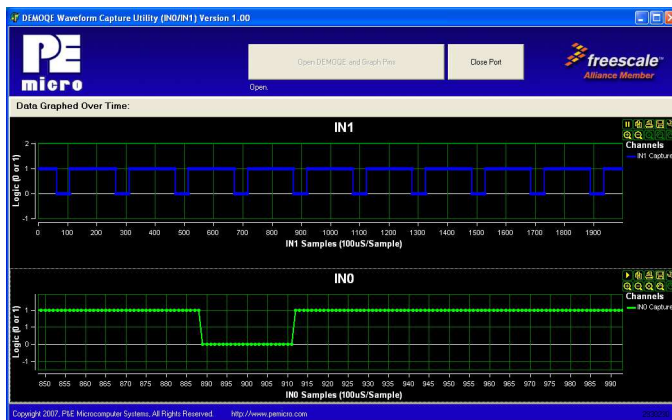 DEMOQE Waveform Capture Utility (IN0/IN1) Version 1.00
PE
micro
Open DEMOQE and Graph Pins
Close Port
Open.
freescale™
Alliance Member
Data Graphed Over Time:
IN1
Channels
IN1 Capture
Logic (0 or 1)
2
1
0
-1
0 100 200 300 400 500 600 700 800 900 1000 1100 1200 1300 1400 1500 1600 1700 1800 1900
IN1 Samples (100uS/Sample)
IN0
Channels
IN0 Capture
Logic (0 or 1)
1
1
0
-1
850 855 860 865 870 875 880 885 890 895 900 905 910 915 920 925 930 935 940 945 950 955 960 965 970 975 980 985 990
IN0 Samples (100uS/Sample)
Copyright 2007, P&E Microcomputer Systems, All Rights Reserved. http://www.pemicro.com